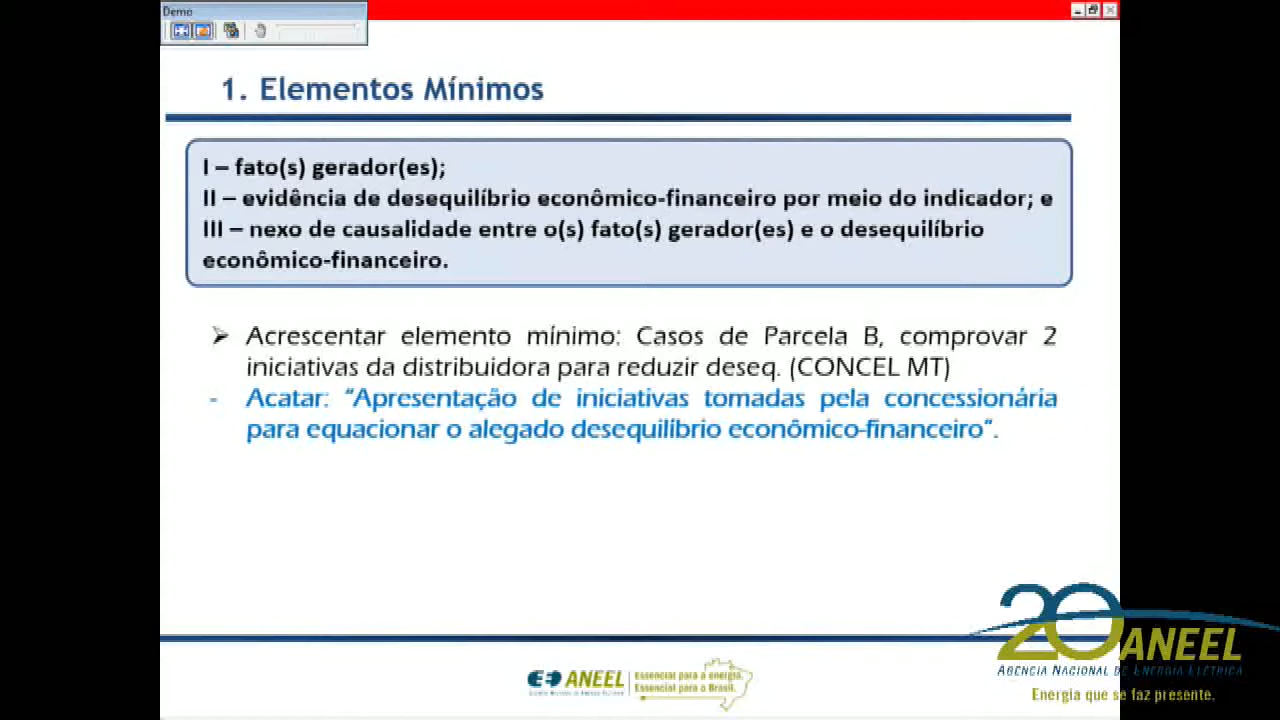 Demo
1. Elementos Mínimos
I – fato(s) gerador(es);
II – evidência de desequilíbrio econômico-financeiro por meio do indicador; e
III – nexo de causalidade entre o(s) fato(s) gerador(es) e o desequilíbrio
econômico-financeiro.
➢ Acrescentar elemento mínimo: Casos de Parcela B, comprovar 2
iniciativas da distribuidora para reduzir deseq. (CONCEL MT)
- Acatar: “Apresentação de iniciativas tomadas pela concessionária
para equacionar o alegado desequilíbrio econômico-financeiro”.
ANEEL
Essencial para a energia.
Essencial para o Brasil.
20 ANEEL
AGENCIA NACIONAL DE ENERGIA ELÉTRICA
Energia que se faz presente.